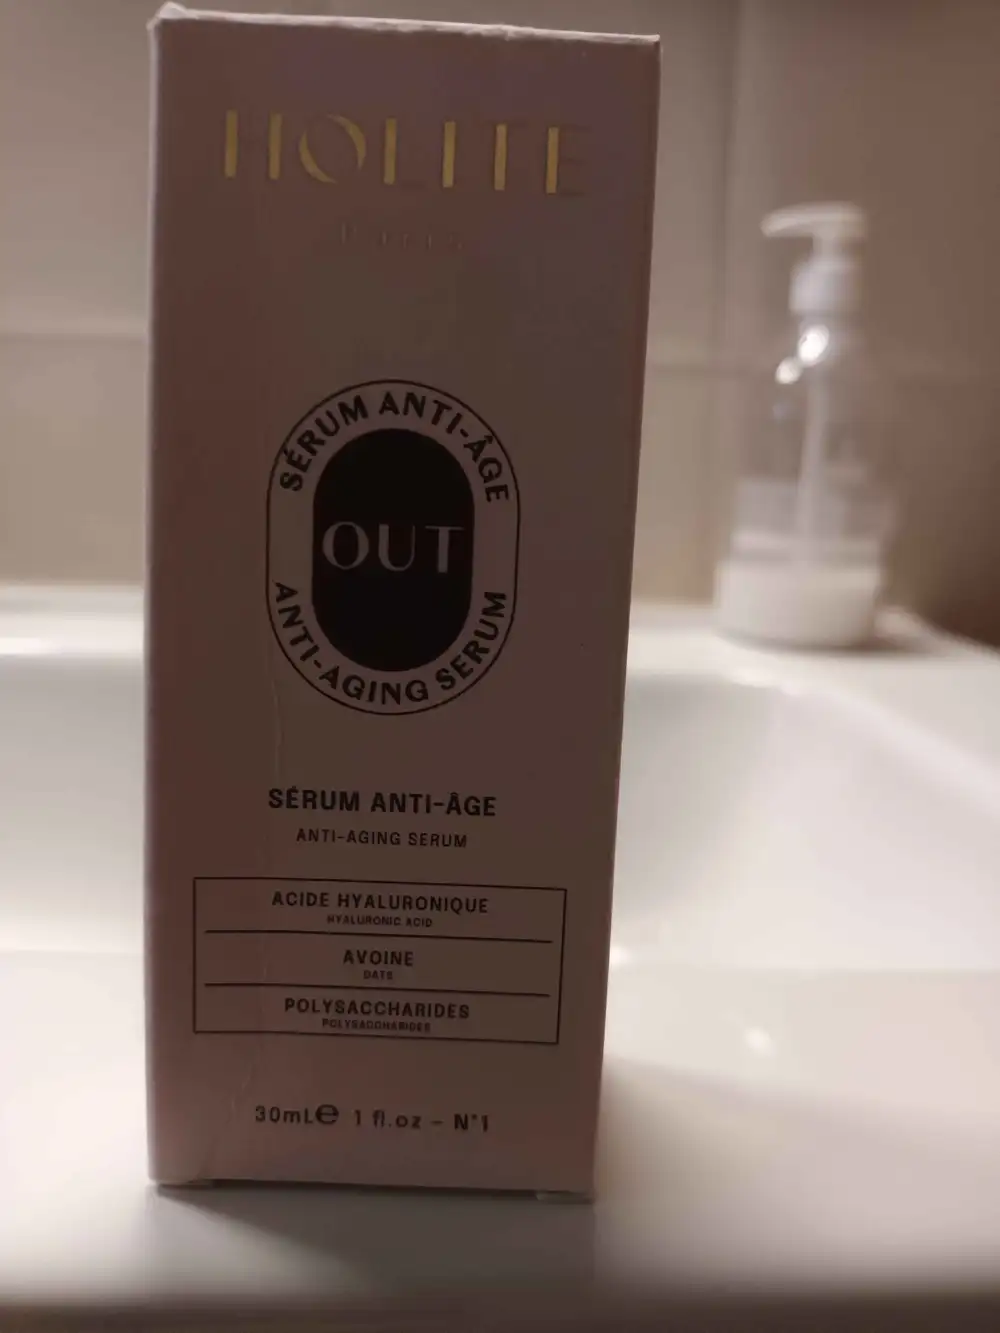 HOLITE
Paris
SÉRUM ANTI-ÂGE
OUT
ANTI-AGING SERUM
SÉRUM ANTI-ÂGE
ANTI-AGING SERUM
ACIDE HYALURONIQUE
HYALURONIC ACID
AVOINE
OATS
POLYSACCHARIDES
POLYSACCHARIDES
30mL℮ 1 fl.oz - N°1